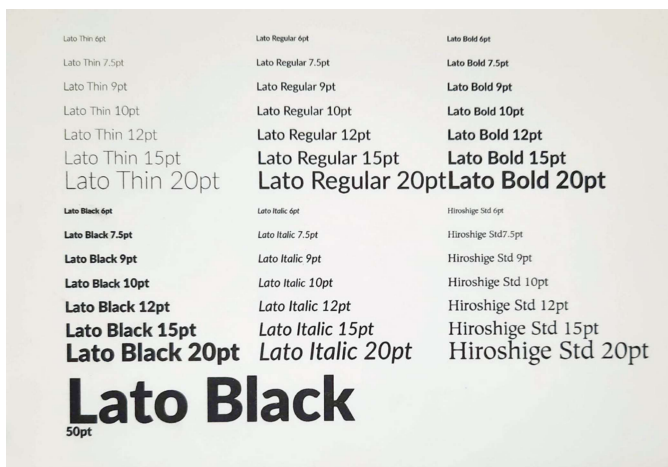 Lato Thin 6pt
Lato Thin 7.5pt
Lato Thin 9pt
Lato Thin 10pt
Lato Thin 12pt
Lato Thin 15pt
Lato Thin 20pt
Lato Regular 6pt
Lato Regular 7.5pt
Lato Regular 9pt
Lato Regular 10pt
Lato Regular 12pt
Lato Regular 15pt
Lato Regular 20pt
Lato Bold 6pt
Lato Bold 7.5pt
Lato Bold 9pt
Lato Bold 10pt
Lato Bold 12pt
Lato Bold 15pt
Lato Bold 20pt
Lato Black 6pt
Lato Black 7.5pt
Lato Black 9pt
Lato Black 10pt
Lato Black 12pt
Lato Black 15pt
Lato Black 20pt
Lato Italic 6pt
Lato Italic 7.5pt
Lato Italic 9pt
Lato Italic 10pt
Lato Italic 12pt
Lato Italic 15pt
Lato Italic 20pt
Hiroshige Std 6pt
Hiroshige Std7.5pt
Hiroshige Std 9pt
Hiroshige Std 10pt
Hiroshige Std 12pt
Hiroshige Std 15pt
Hiroshige Std 20pt
Lato Black
50pt